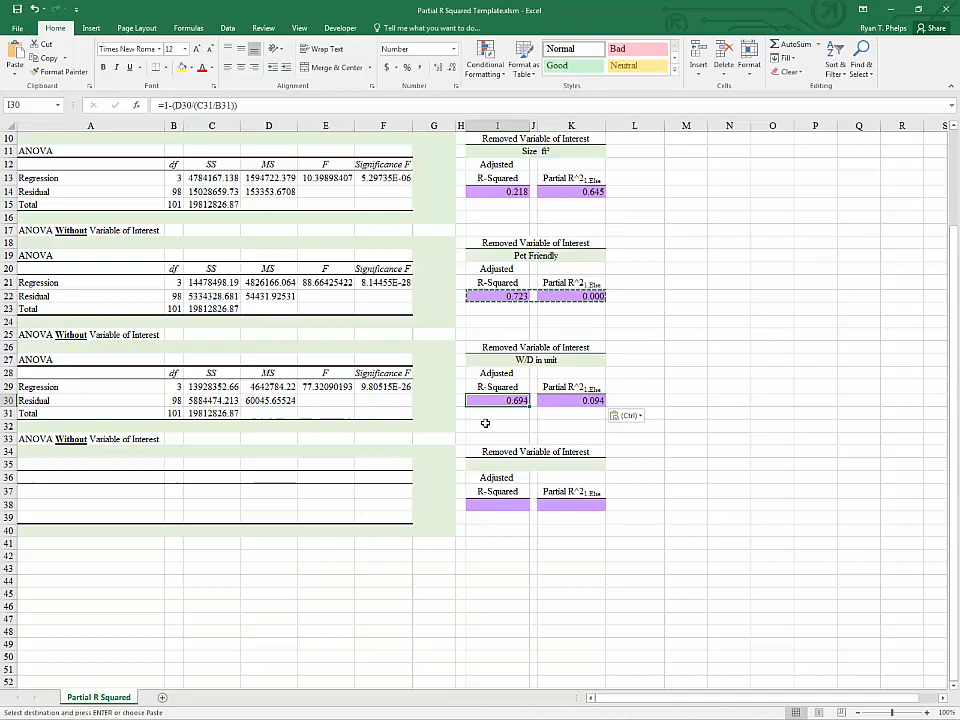 Partial R Squared Template.xlsm - Excel
File Home Insert Page Layout Formulas Data Review View Developer Tell me what you want to do... Ryan T. Phelps Share
Paste Cut Copy Format Painter
Clipboard
Times New Roma 12
B I U
Font
Wrap Text
Merge & Center
Alignment
Number
$ % ,
Number
Conditional Formatting
Format as Table
Normal Bad
Good Neutral
Styles
Insert Delete Format
Cells
AutoSum
Fill
Clear
Sort & Filter
Find & Select
Editing
I30 fx =1-(D30/(C31/B31))
A B C D E F G H I J K L M N O P Q R S
10 Removed Variable of Interest
11 ANOVA Size ft²
12 df SS MS F Significance F Adjusted
13 Regression 3 4784167.138 1594722.379 10.39898407 5.29735E-06 R-Squared Partial R^2₁.Else
14 Residual 98 15028659.73 153353.6708 0.218 0.645
15 Total 101 19812826.87
16
17 ANOVA Without Variable of Interest
18 Removed Variable of Interest
19 ANOVA Pet Friendly
20 df SS MS F Significance F Adjusted
21 Regression 3 14478498.19 4826166.064 88.66425422 8.14455E-28 R-Squared Partial R^2₁.Else
22 Residual 98 5334328.681 54431.92531 0.723 0.000
23 Total 101 19812826.87
24
25 ANOVA Without Variable of Interest
26 Removed Variable of Interest
27 ANOVA W/D in unit
28 df SS MS F Significance F Adjusted
29 Regression 3 13928352.66 4642784.22 77.32090193 9.80515E-26 R-Squared Partial R^2₁.Else
30 Residual 98 5884474.213 60045.65524 0.694 0.094
31 Total 101 19812826.87 (Ctrl)
32
33 ANOVA Without Variable of Interest
34 Removed Variable of Interest
35
36 Adjusted
37 R-Squared Partial R^2₁.Else
38
39
40
41
42
43
44
45
46
47
48
49
50
51
52
Partial R Squared
Select destination and press ENTER or choose Paste 100%